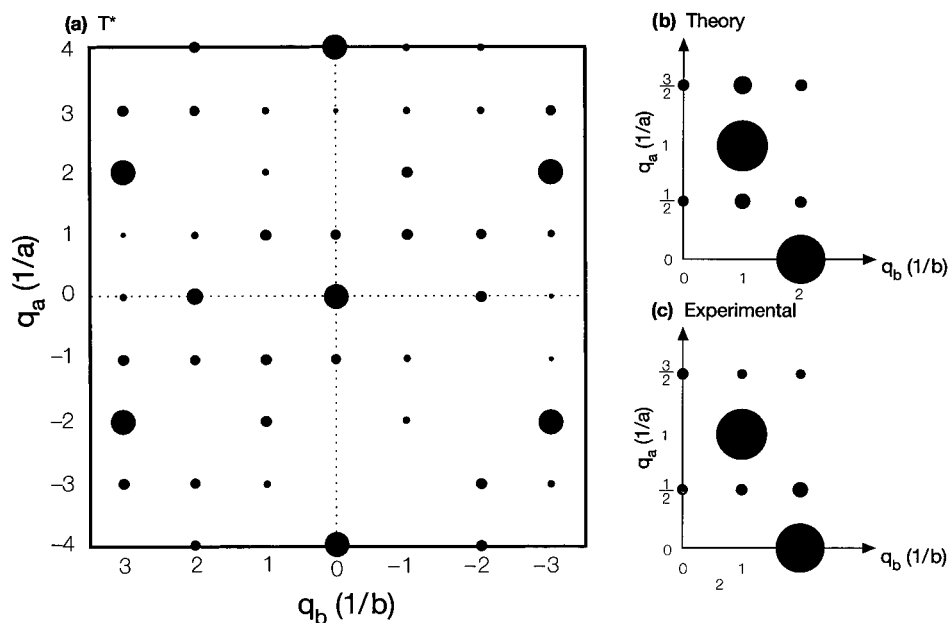 (a) T*
4
3
2
1
0
−1
−2
−3
−4
q_a (1/a)
3 2 1 0 −1 −2 −3
q_b (1/b)
(b) Theory
3/2
1
1/2
0
q_a (1/a)
0 1 2
q_b (1/b)
(c) Experimental
3/2
1
1/2
0
q_a (1/a)
0 1
2
q_b (1/b)